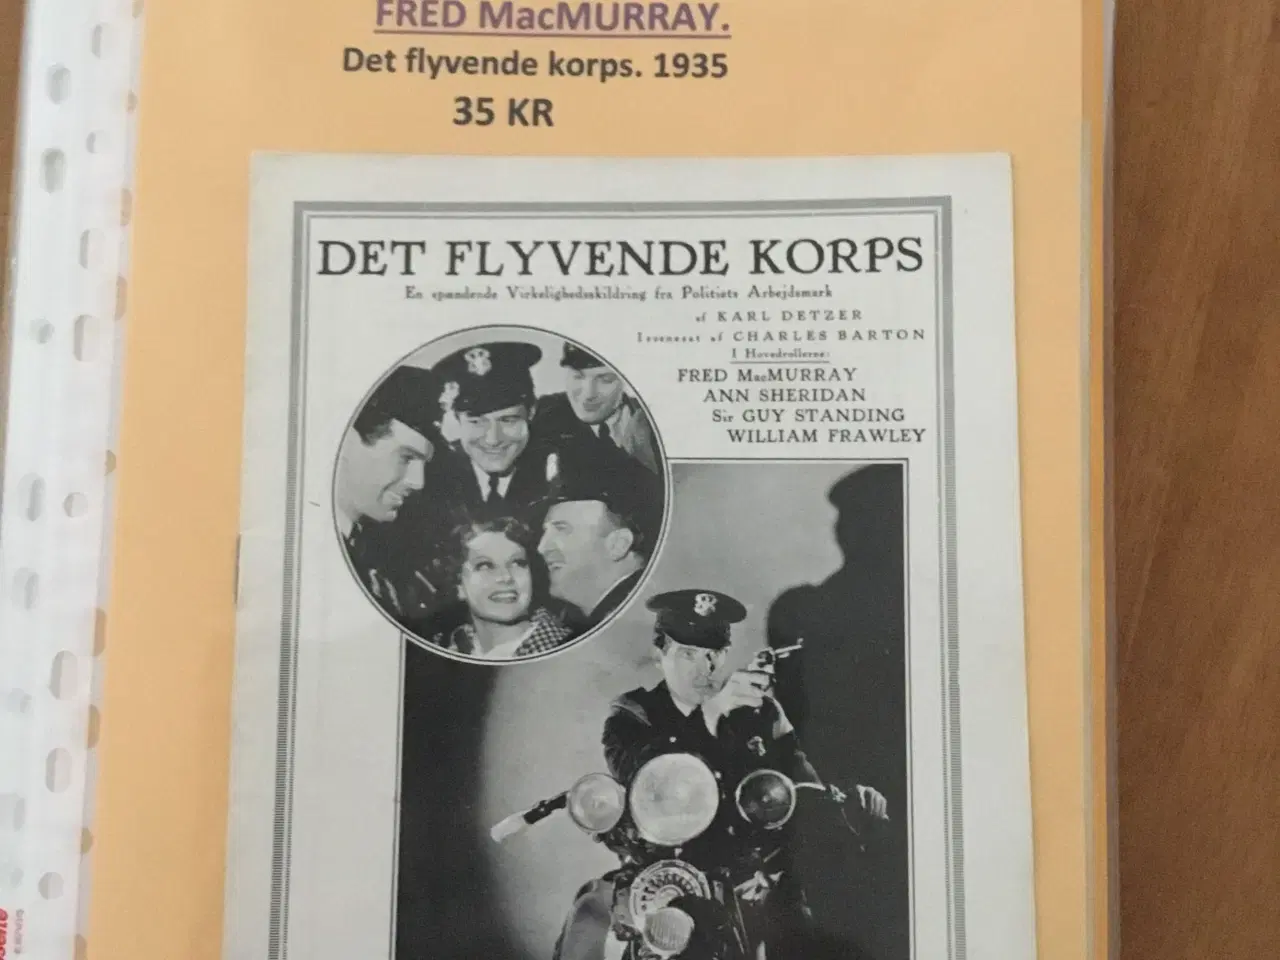 FRED MacMURRAY.
Det flyvende korps. 1935
35 KR
DET FLYVENDE KORPS
En spændende Virkelighedsskildring fra Politiets Arbejdsmark
af KARL DETZER
Iscenesat af CHARLES BARTON
I Hovedrollerne:
FRED MacMURRAY
ANN SHERIDAN
Sir GUY STANDING
WILLIAM FRAWLEY